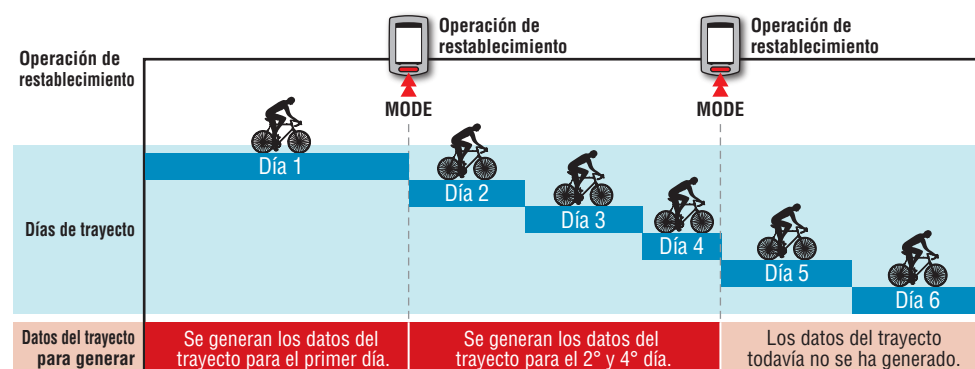 Operación de
restablecimiento
Operación de
restablecimiento
Operación de
restablecimiento
MODE
MODE
Días de trayecto
Día 1
Día 2
Día 3
Día 4
Día 5
Día 6
Datos del trayecto
para generar
Se generan los datos del
trayecto para el primer día.
Se generan los datos del
trayecto para el 2° y 4° día.
Los datos del trayecto
todavía no se ha generado.